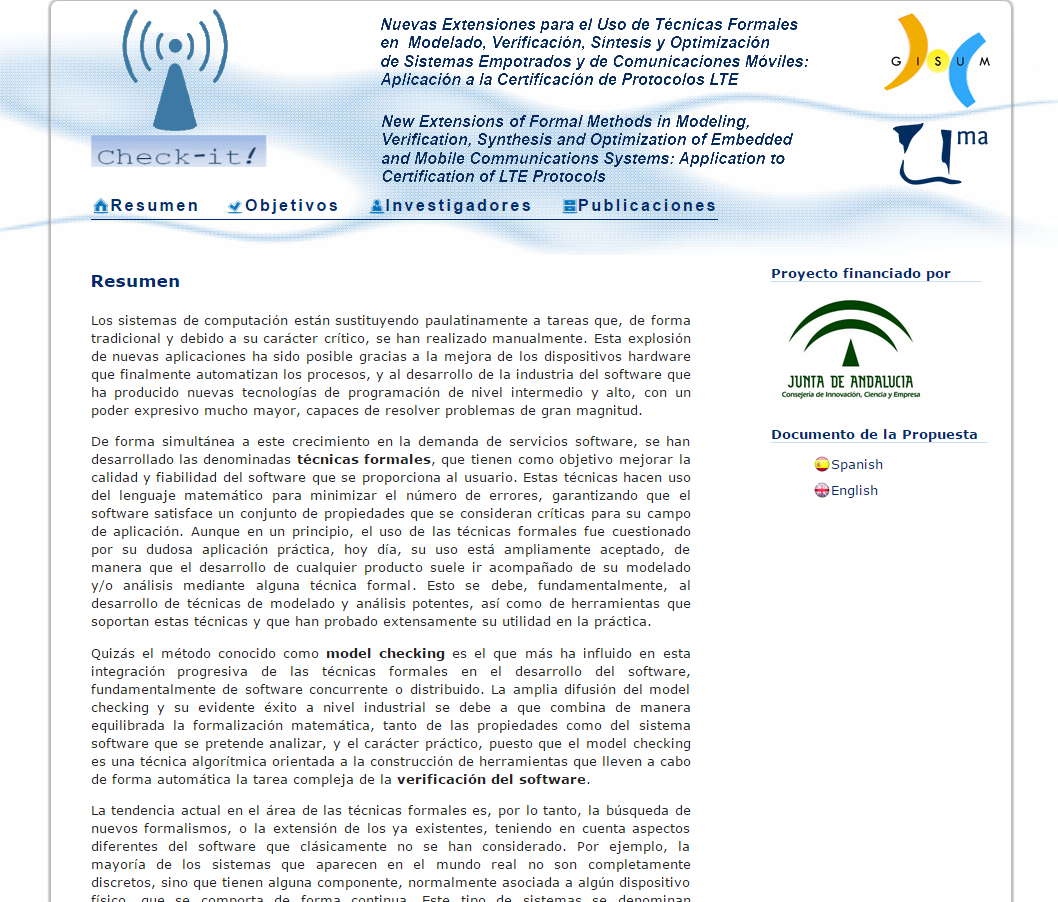 Nuevas Extensiones para el Uso de Técnicas Formales
en Modelado, Verificación, Síntesis y Optimización
de Sistemas Empotrados y de Comunicaciones Móviles:
Aplicación a la Certificación de Protocolos LTE
GISUM
Check-it!
New Extensions of Formal Methods in Modeling,
Verification, Synthesis and Optimization of Embedded
and Mobile Communications Systems: Application to
Certification of LTE Protocols
uma
Resumen Objetivos Investigadores Publicaciones
Resumen
Los sistemas de computación están sustituyendo paulatinamente a tareas que, de forma
tradicional y debido a su carácter crítico, se han realizado manualmente. Esta explosión
de nuevas aplicaciones ha sido posible gracias a la mejora de los dispositivos hardware
que finalmente automatizan los procesos, y al desarrollo de la industria del software que
ha producido nuevas tecnologías de programación de nivel intermedio y alto, con un
poder expresivo mucho mayor, capaces de resolver problemas de gran magnitud.
De forma simultánea a este crecimiento en la demanda de servicios software, se han
desarrollado las denominadas técnicas formales, que tienen como objetivo mejorar la
calidad y fiabilidad del software que se proporciona al usuario. Estas técnicas hacen uso
del lenguaje matemático para minimizar el número de errores, garantizando que el
software satisface un conjunto de propiedades que se consideran críticas para su campo
de aplicación. Aunque en un principio, el uso de las técnicas formales fue cuestionado
por su dudosa aplicación práctica, hoy día, su uso está ampliamente aceptado, de
manera que el desarrollo de cualquier producto suele ir acompañado de su modelado
y/o análisis mediante alguna técnica formal. Esto se debe, fundamentalmente, al
desarrollo de técnicas de modelado y análisis potentes, así como de herramientas que
soportan estas técnicas y que han probado extensamente su utilidad en la práctica.
Quizás el método conocido como model checking es el que más ha influido en esta
integración progresiva de las técnicas formales en el desarrollo del software,
fundamentalmente de software concurrente o distribuido. La amplia difusión del model
checking y su evidente éxito a nivel industrial se debe a que combina de manera
equilibrada la formalización matemática, tanto de las propiedades como del sistema
software que se pretende analizar, y el carácter práctico, puesto que el model checking
es una técnica algorítmica orientada a la construcción de herramientas que lleven a cabo
de forma automática la tarea compleja de la verificación del software.
La tendencia actual en el área de las técnicas formales es, por lo tanto, la búsqueda de
nuevos formalismos, o la extensión de los ya existentes, teniendo en cuenta aspectos
diferentes del software que clásicamente no se han considerado. Por ejemplo, la
mayoría de los sistemas que aparecen en el mundo real no son completamente
discretos, sino que tienen alguna componente, normalmente asociada a algún dispositivo
físico, que se comporta de forma continua. Este tipo de sistemas se denominan
Proyecto financiado por
JUNTA DE ANDALUCIA
Consejería de Innovación, Ciencia y Empresa
Documento de la Propuesta
Spanish
English